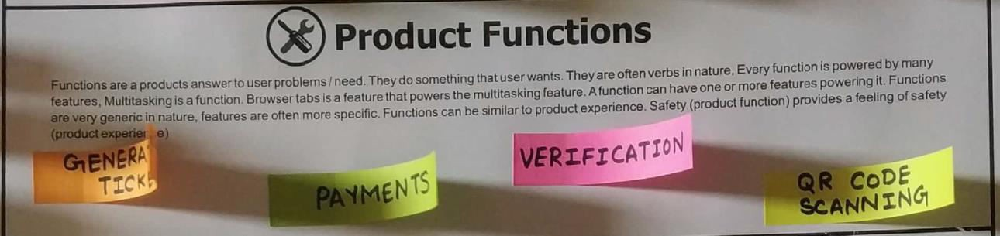 Product Functions
Functions are a products answer to user problems / need. They do something that user wants. They are often verbs in nature, Every function is powered by many
features, Multitasking is a function. Browser tabs is a feature that powers the multitasking feature. A function can have one or more features powering it. Functions
are very generic in nature, features are often more specific. Functions can be similar to product experience. Safety (product function) provides a feeling of safety
(product experie e)
GENERA
TICK
PAYMENTS
VERIFICATION
QR CODE
SCANNING